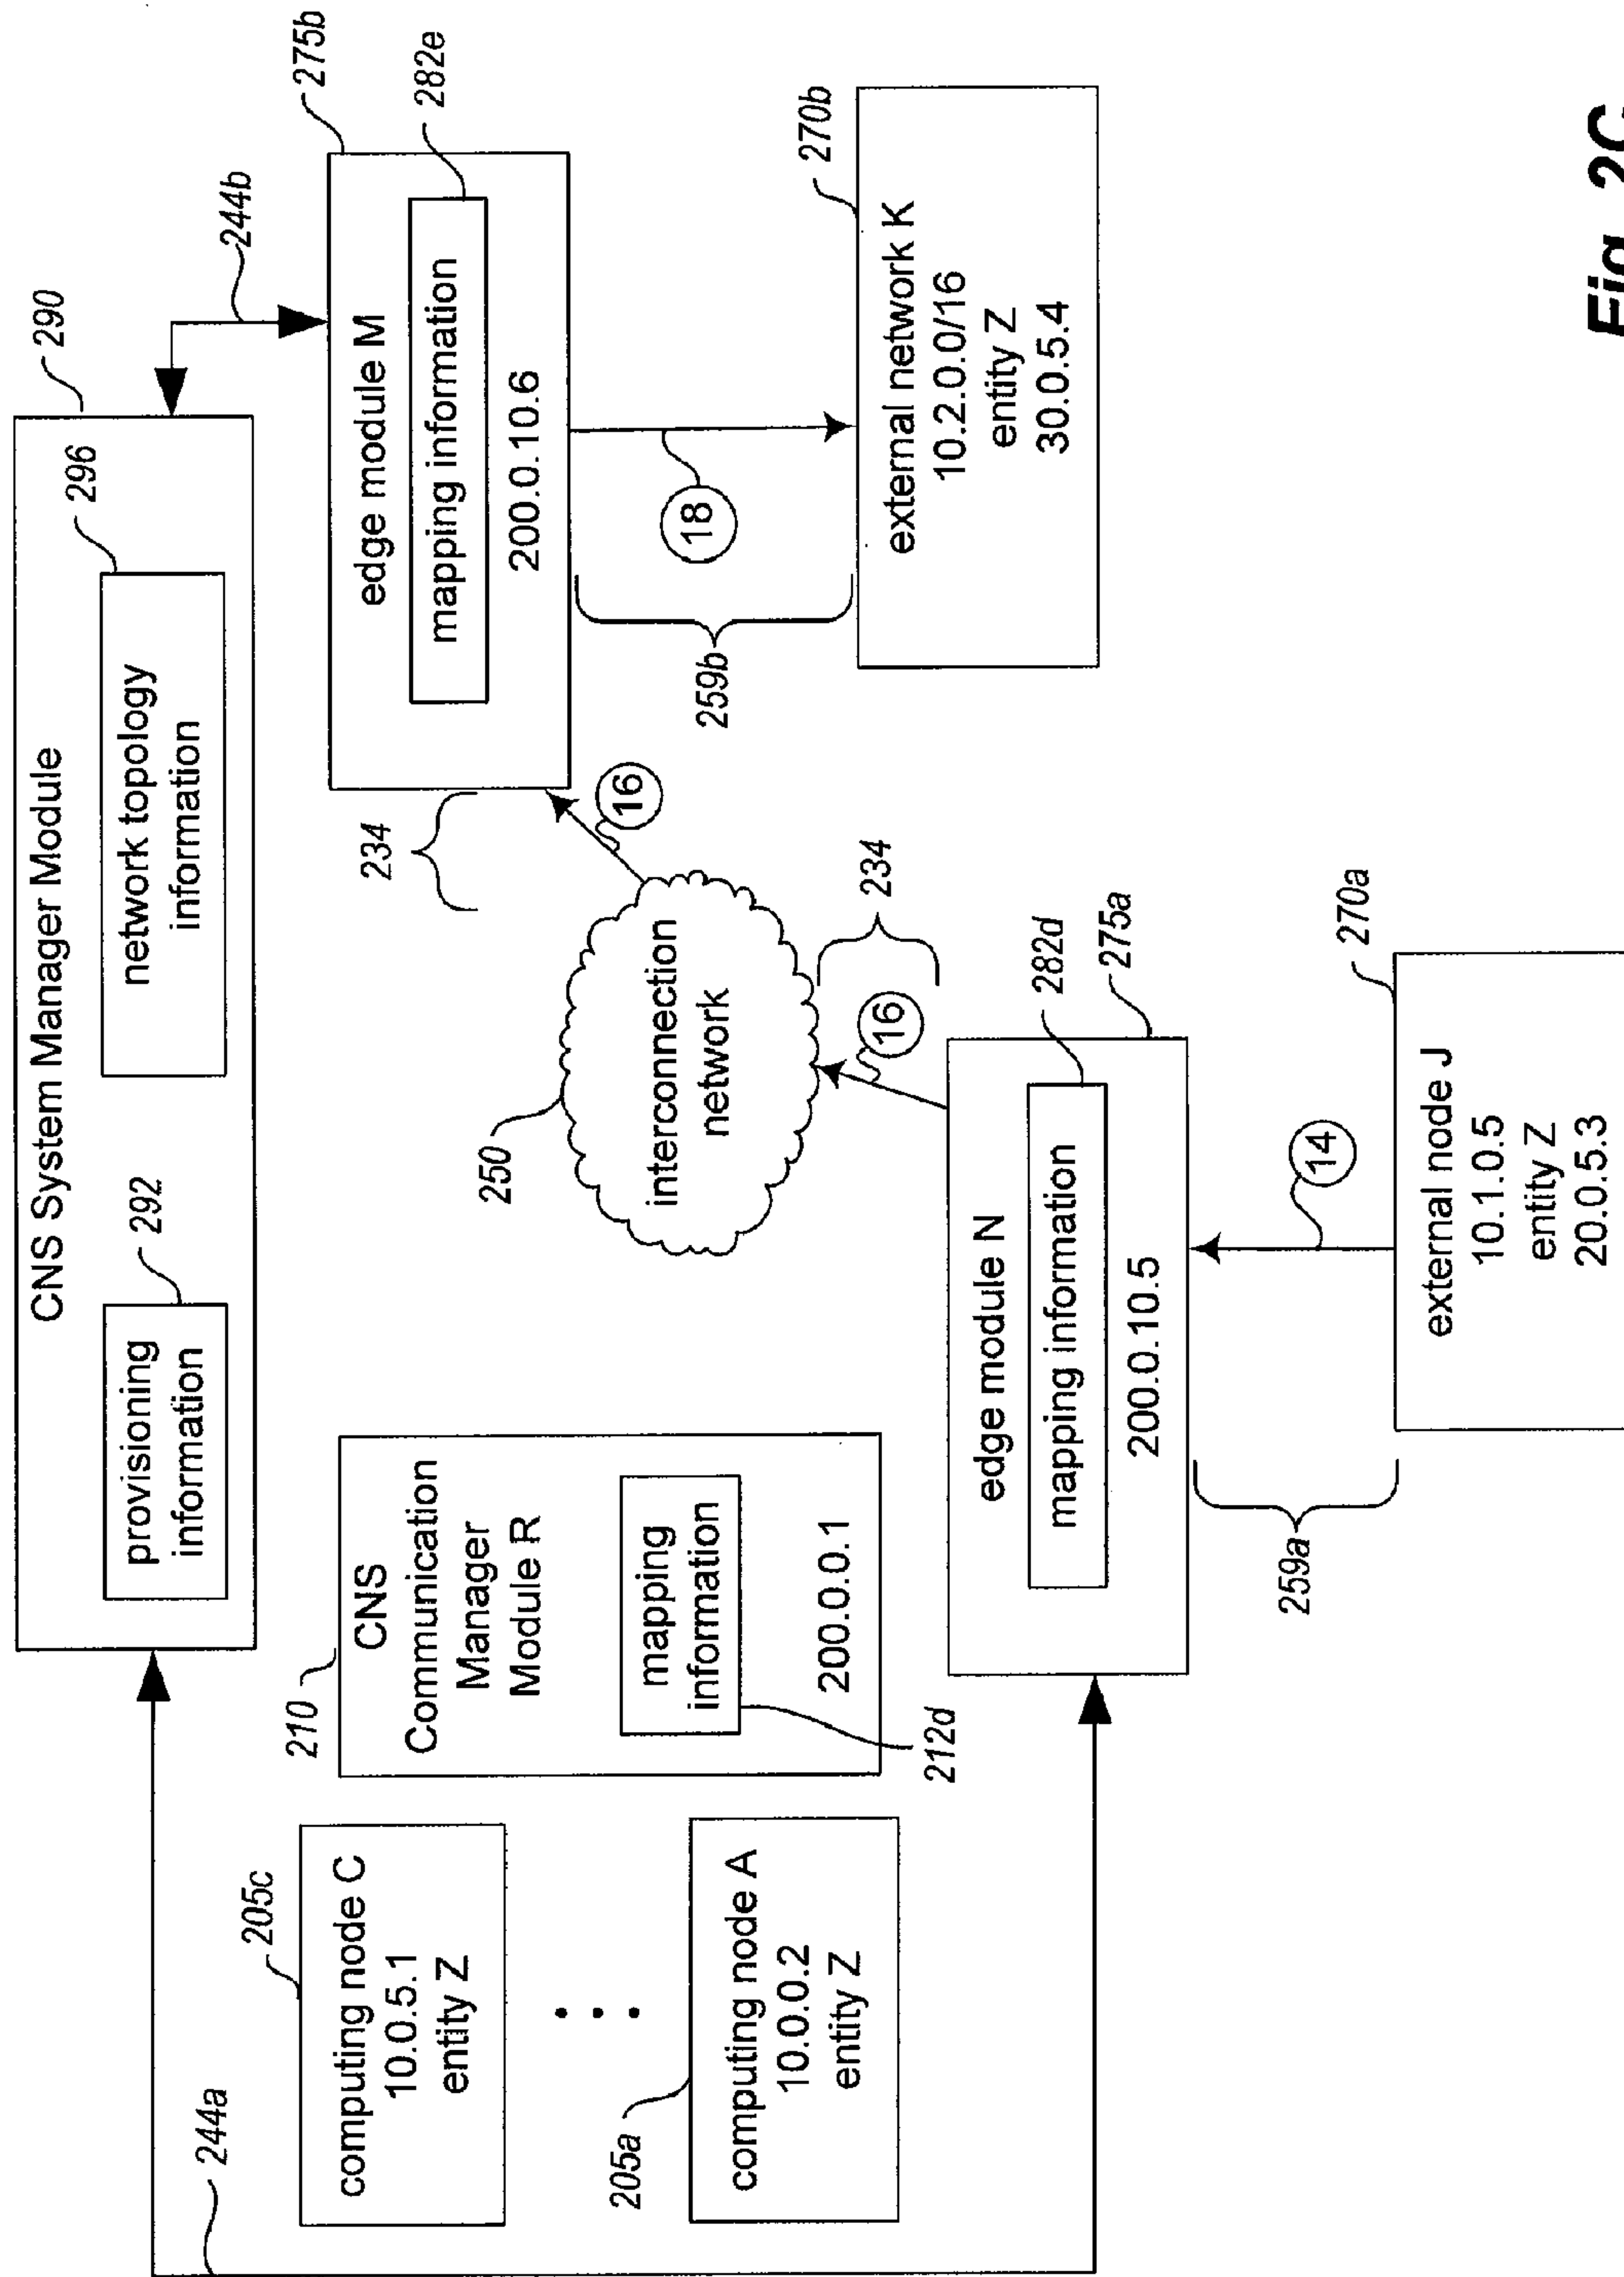 244a
CNS System Manager Module
provisioning
information
292
network topology
information
296
290
244b
205c
computing node C
10.0.5.1
entity Z
205a
computing node A
10.0.0.2
entity Z
210
CNS
Communication
Manager
Module R
mapping
information
200.0.0.1
212d
250
interconnection
network
234
16
275b
282e
edge module M
mapping information
200.0.10.6
234
16
282d
275a
edge module N
mapping information
200.0.10.5
259b
18
270b
external network K
10.2.0.0/16
entity Z
30.0.5.4
259a
14
270a
external node J
10.1.0.5
entity Z
20.0.5.3
Fig. 2C